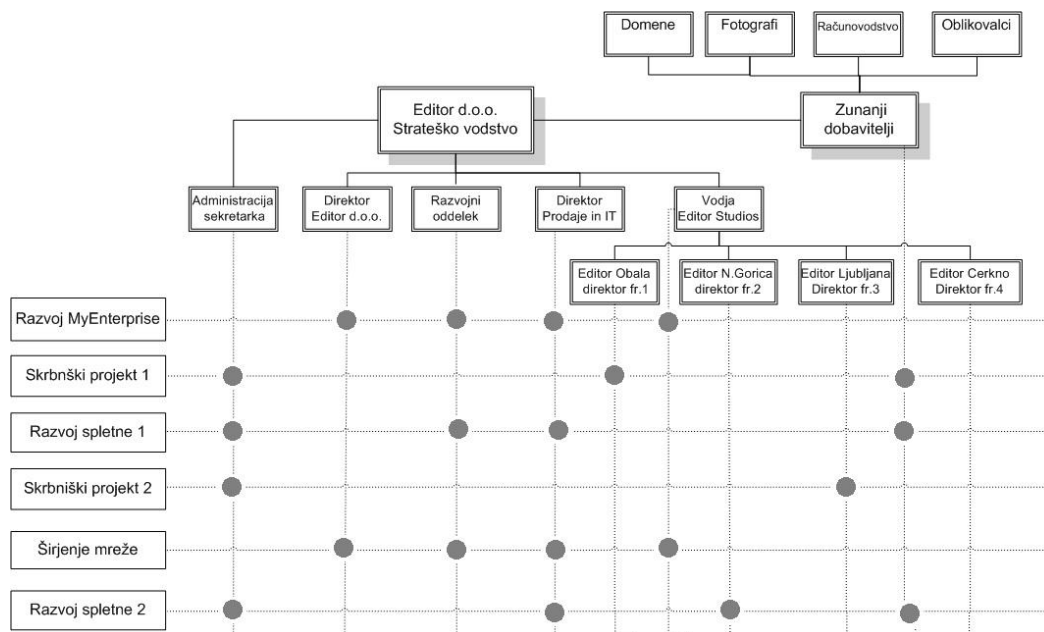 Domene
Fotografi
Računovodstvo
Oblikovalci
Editor d.o.o.
Strateško vodstvo
Zunanji
dobavitelji
Administracija
sekretarka
Direktor
Editor d.o.o.
Razvojni
oddelek
Direktor
Prodaje in IT
Vodja
Editor Studios
Editor Obala
direktor fr.1
Editor N.Gorica
direktor fr.2
Editor Ljubljana
Direktor fr.3
Editor Cerkno
Direktor fr.4
Razvoj MyEnterprise
Skrbnški projekt 1
Razvoj spletne 1
Skrbniški projekt 2
Širjenje mreže
Razvoj spletne 2